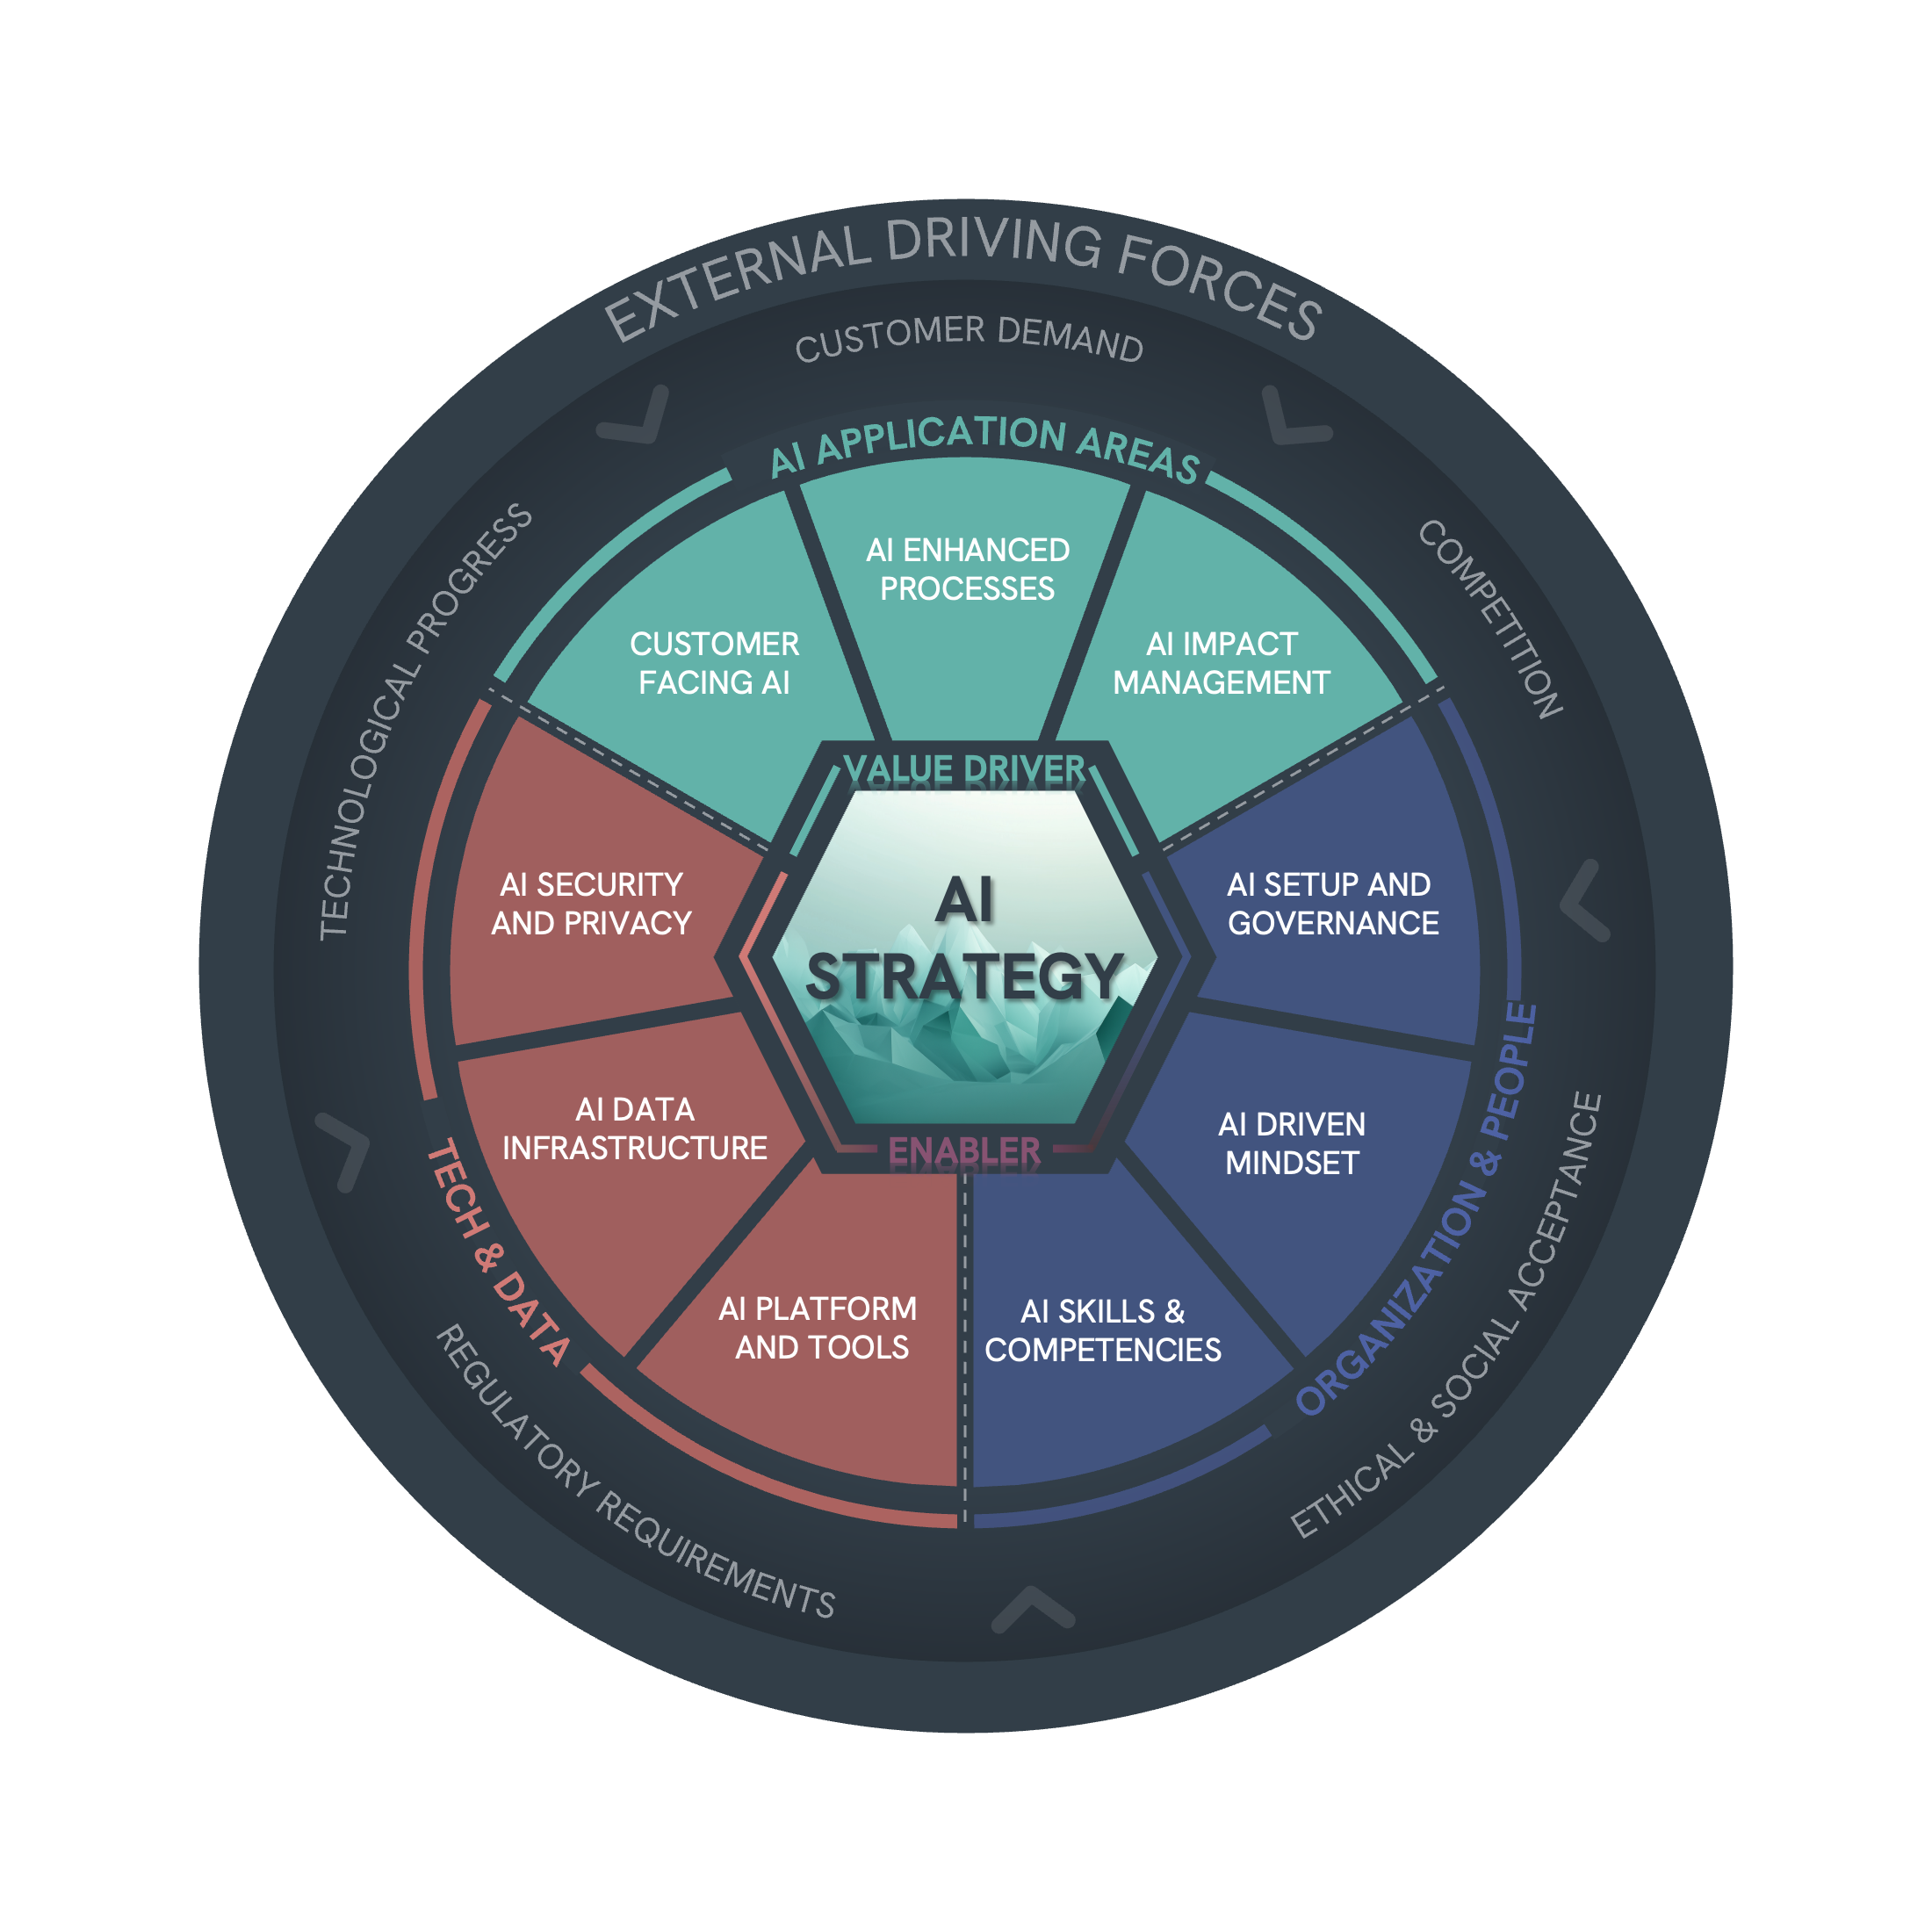 EXTERNAL DRIVING FORCES
CUSTOMER DEMAND
TECHNOLOGICAL PROGRESS
COMPETITION
REGULATORY REQUIREMENTS
ETHICAL & SOCIAL ACCEPTANCE
AI APPLICATION AREAS
CUSTOMER
FACING AI
AI ENHANCED
PROCESSES
AI IMPACT
MANAGEMENT
VALUE DRIVER
AI
STRATEGY
ENABLER
TECH & DATA
AI SECURITY
AND PRIVACY
AI DATA
INFRASTRUCTURE
AI PLATFORM
AND TOOLS
ORGANIZATION & PEOPLE
AI SETUP AND
GOVERNANCE
AI DRIVEN
MINDSET
AI SKILLS &
COMPETENCIES